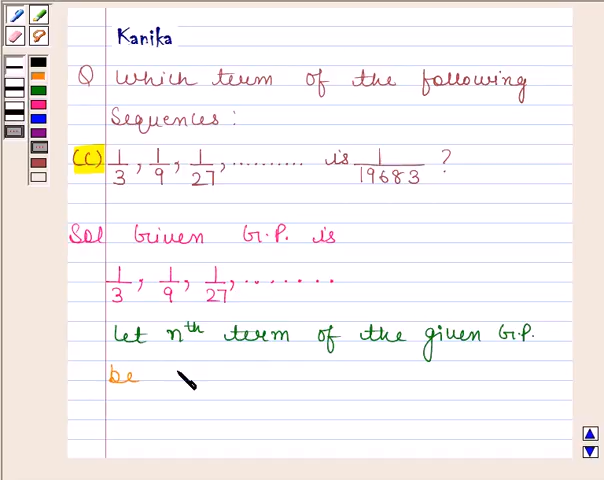 Kanika
Q Which term of the following
Sequences :
(C) 1/3, 1/9, 1/27, .......... is 1/19683 ?
Sol Given G.P. is
1/3, 1/9, 1/27, .......
Let nth term of the given G.P.
be